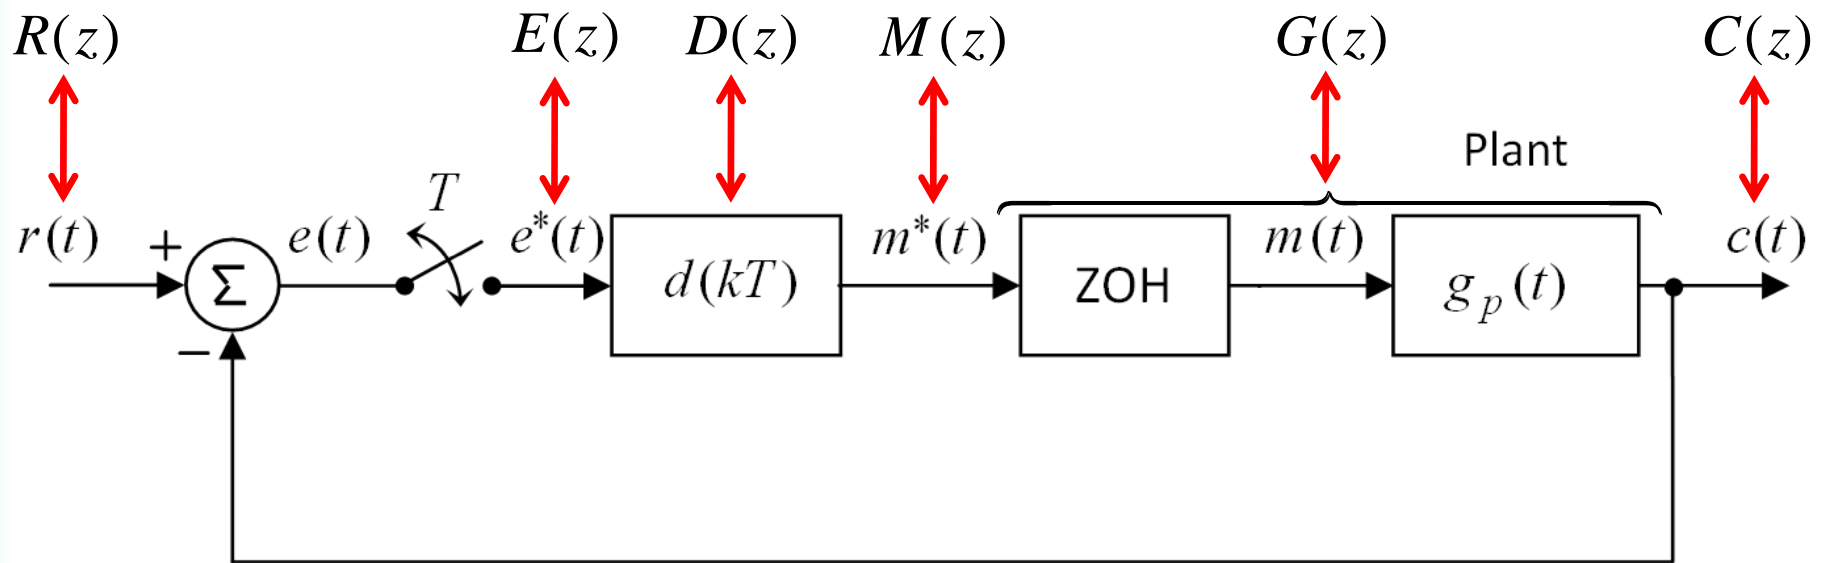 R(z) E(z) D(z) M(z) G(z) C(z)
Plant
r(t) + Σ e(t) T e*(t) d(kT) m*(t) ZOH m(t) g_p(t) c(t)
−